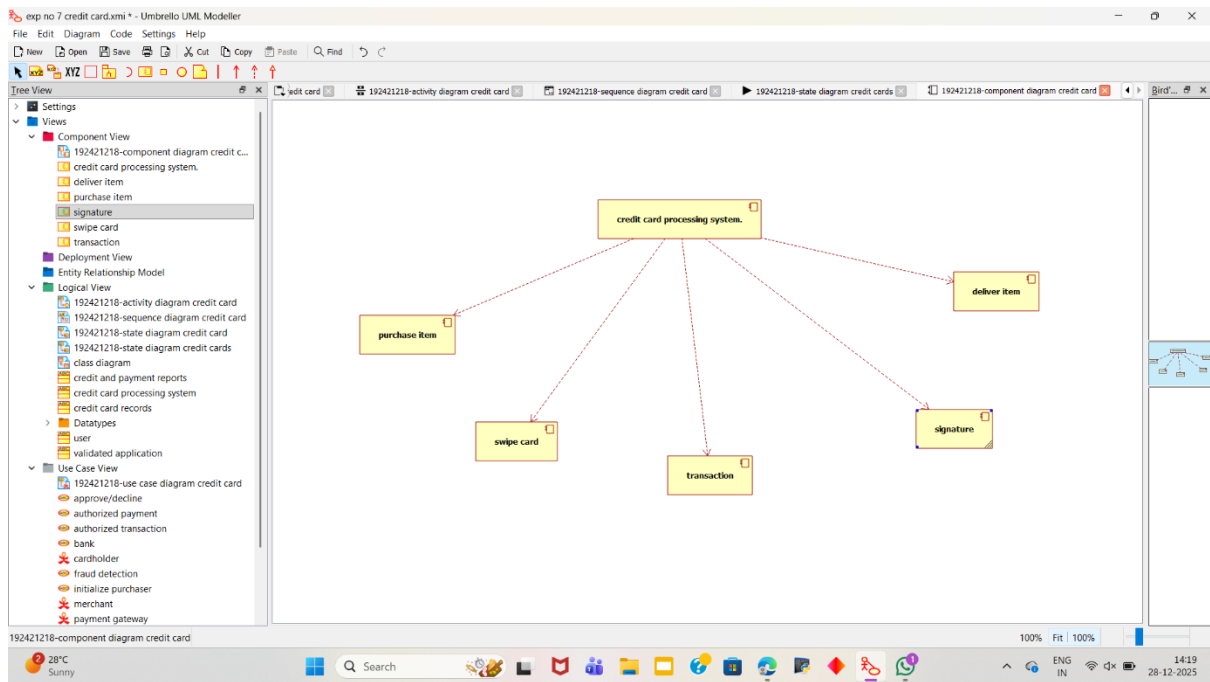 exp no 7 credit card.xmi * - Umbrello UML Modeller
File Edit Diagram Code Settings Help
New Open Save Cut Copy Paste Find
XYZ XYZ
Tree View
edit card 192421218-activity diagram credit card 192421218-sequence diagram credit card 192421218-state diagram credit cards 192421218-component diagram credit card
Bird'...
Settings
Views
Component View
192421218-component diagram credit c...
credit card processing system.
deliver item
purchase item
signature
swipe card
transaction
Deployment View
Entity Relationship Model
Logical View
192421218-activity diagram credit card
192421218-sequence diagram credit card
192421218-state diagram credit card
192421218-state diagram credit cards
class diagram
credit and payment reports
credit card processing system
credit card records
Datatypes
user
validated application
Use Case View
192421218-use case diagram credit card
approve/decline
authorized payment
authorized transaction
bank
cardholder
fraud detection
initialize purchaser
merchant
payment gateway
credit card processing system.
deliver item
purchase item
signature
swipe card
transaction
192421218-component diagram credit card
100% Fit 100%
2
28°C
Sunny
Search
1
ENG
IN
14:19
28-12-2025